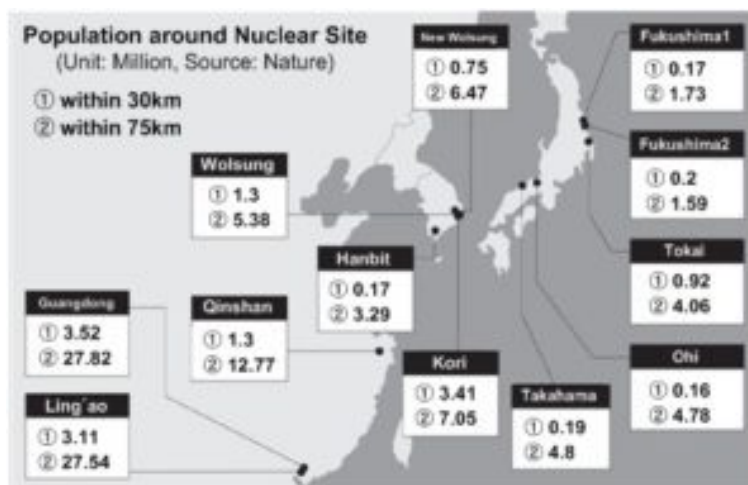 Population around Nuclear Site
(Unit: Million, Source: Nature)
① within 30km
② within 75km
New Wolsung
① 0.75
② 6.47
Fukushima1
① 0.17
② 1.73
Wolsung
① 1.3
② 5.38
Fukushima2
① 0.2
② 1.59
Hanbit
① 0.17
② 3.29
Tokai
① 0.92
② 4.06
Guangdong
① 3.52
② 27.82
Qinshan
① 1.3
② 12.77
Kori
① 3.41
② 7.05
Ohi
① 0.16
② 4.78
Takahama
① 0.19
② 4.8
Ling´ao
① 3.11
② 27.54